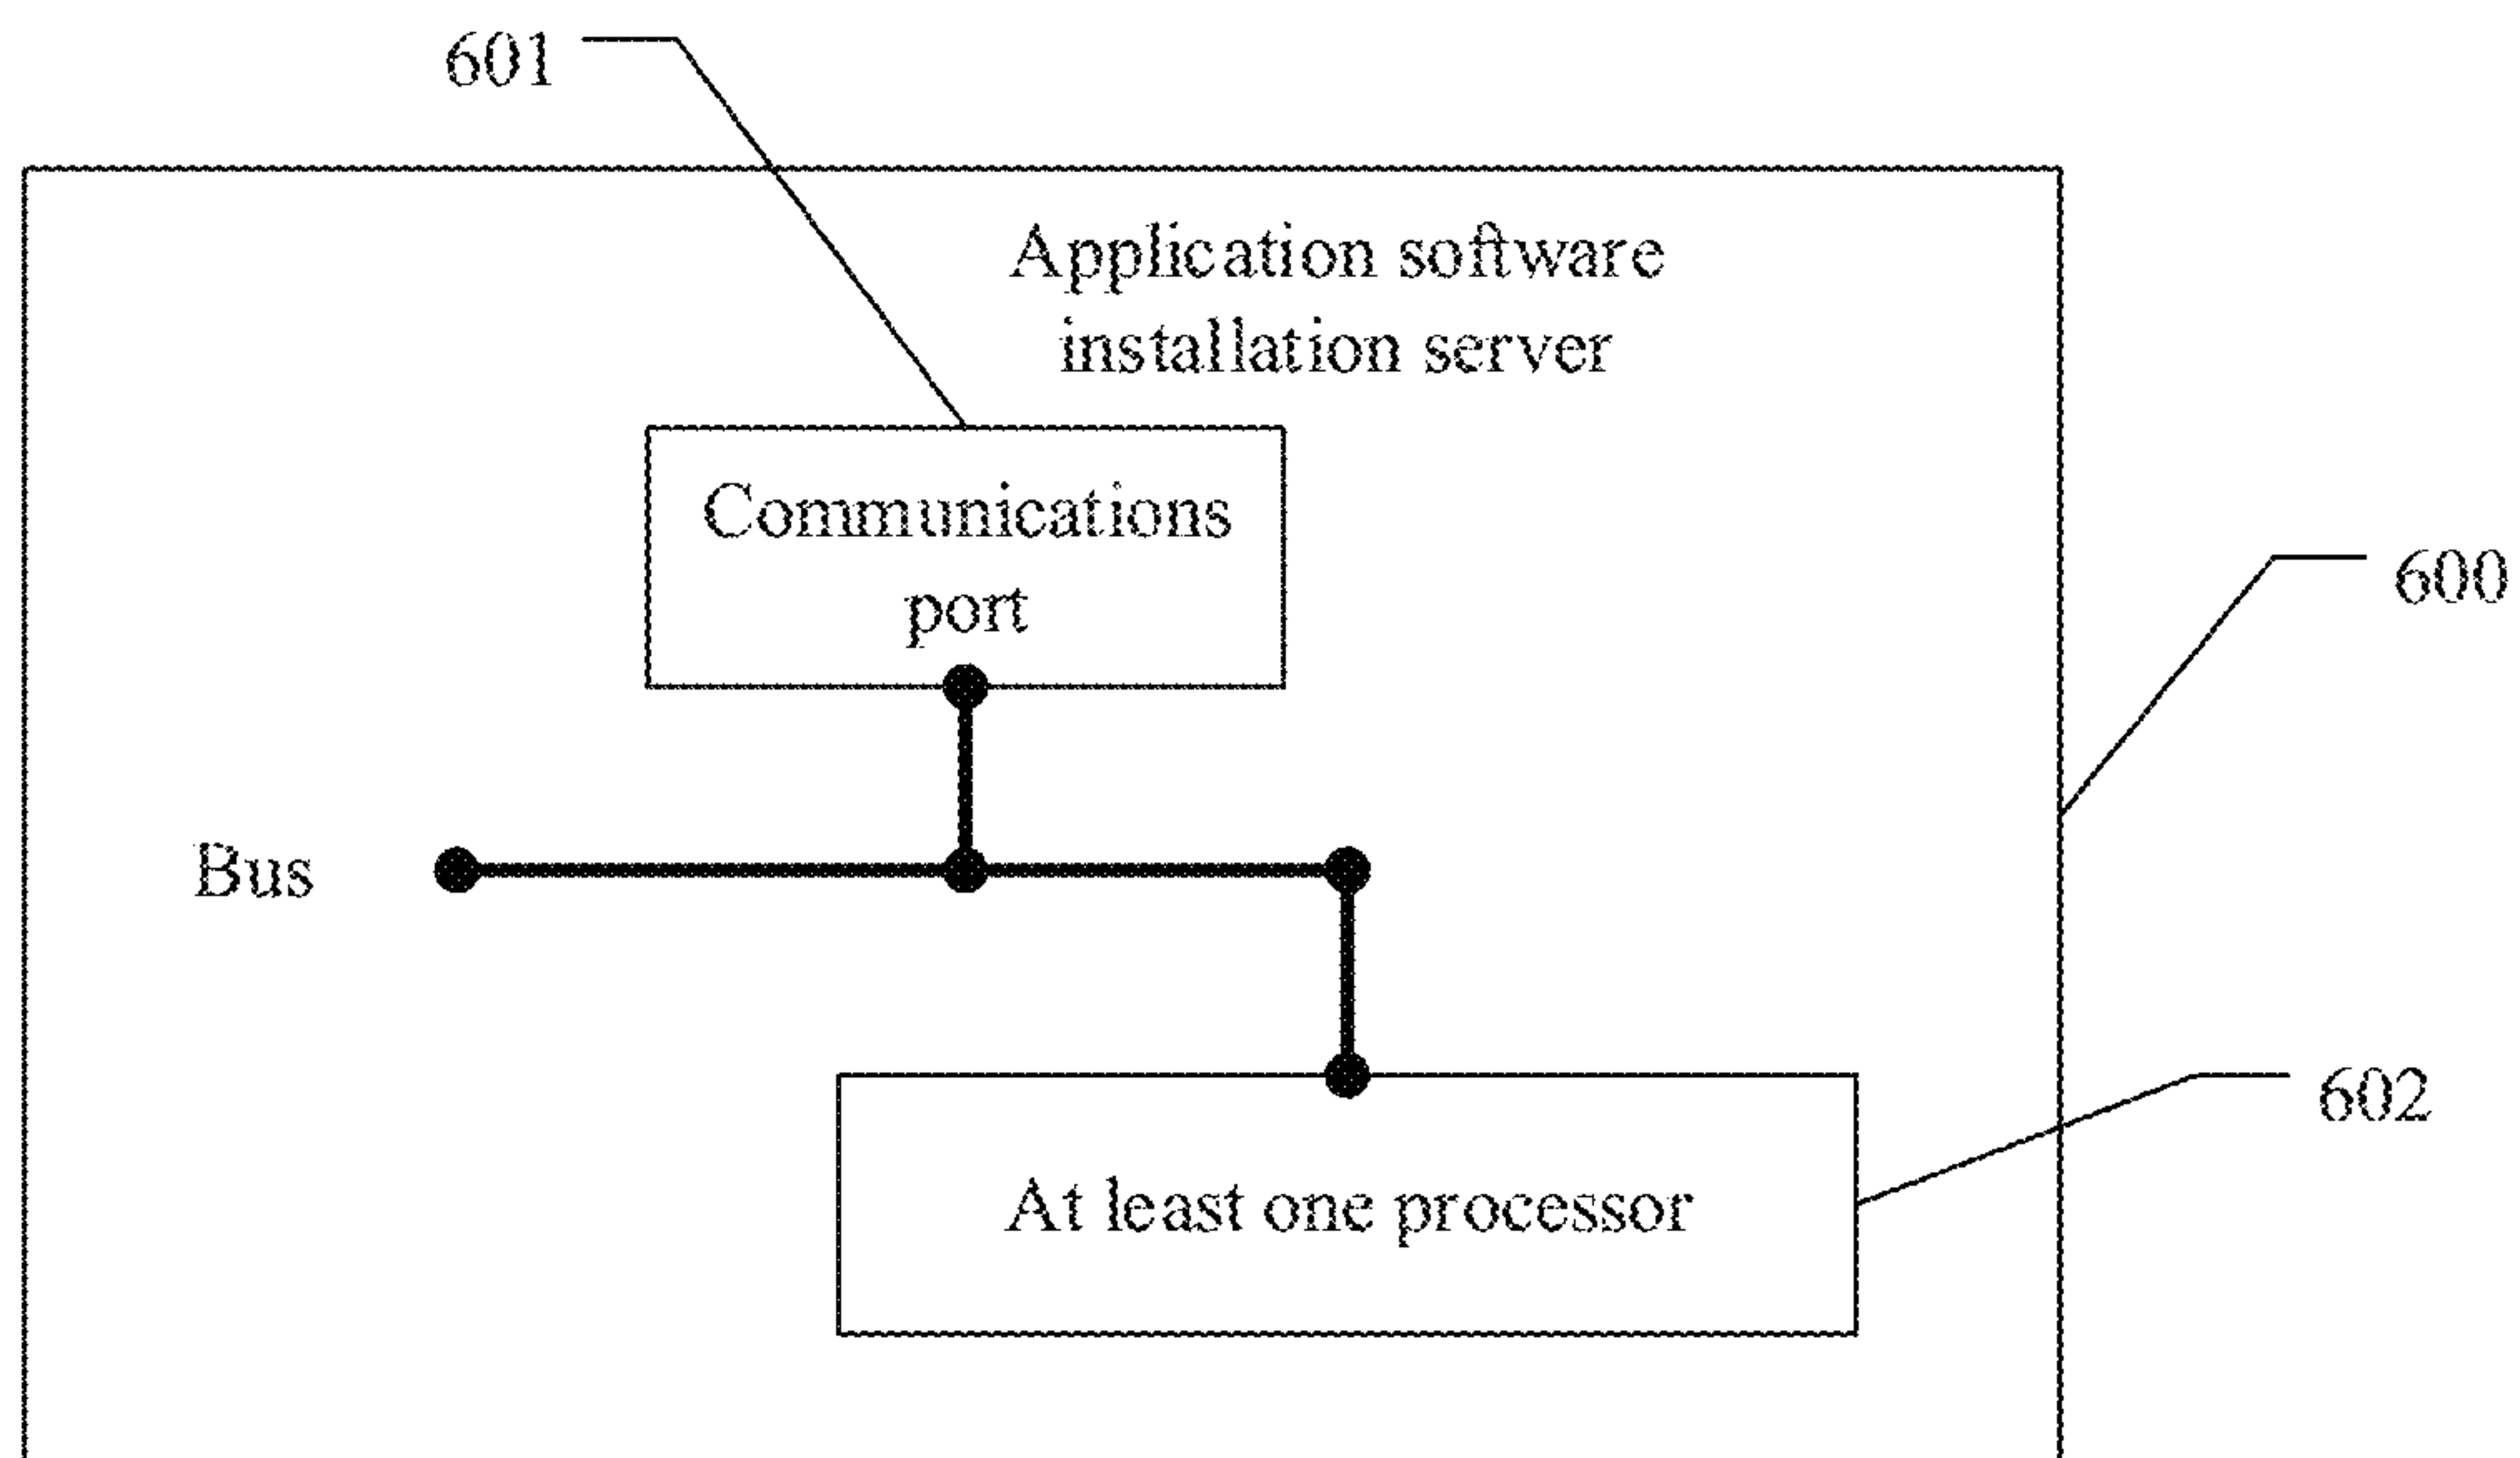 601
Application software
installation server
Communications
port
600
Bus
602
At least one processor